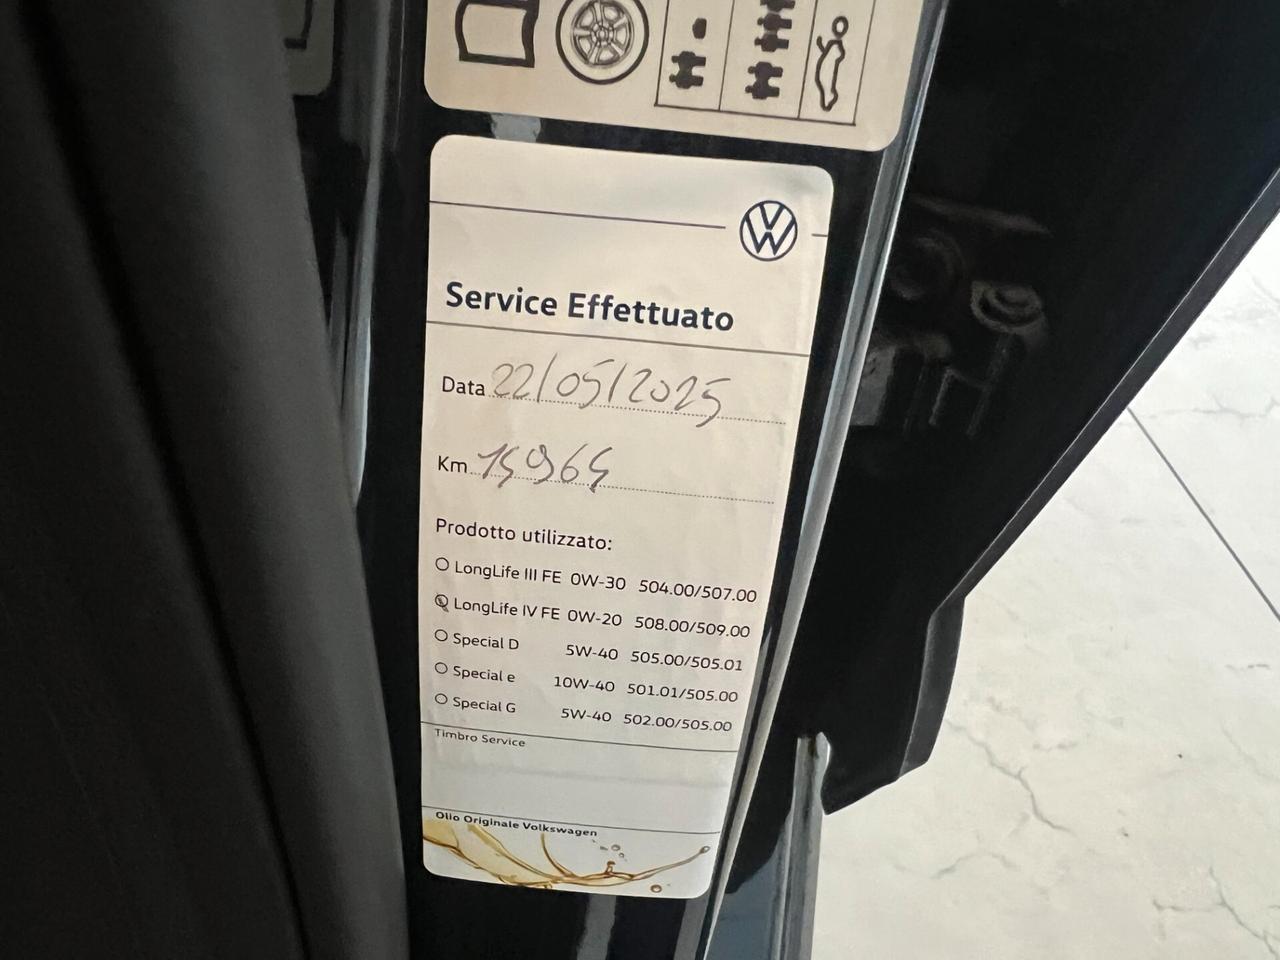 Service Effettuato
Data 22/05/2025
Km 15965
Prodotto utilizzato:
LongLife III FE 0W-30 504.00/507.00
LongLife IV FE 0W-20 508.00/509.00
Special D 5W-40 505.00/505.01
Special e 10W-40 501.01/505.00
Special G 5W-40 502.00/505.00
Timbro Service
Olio Originale Volkswagen